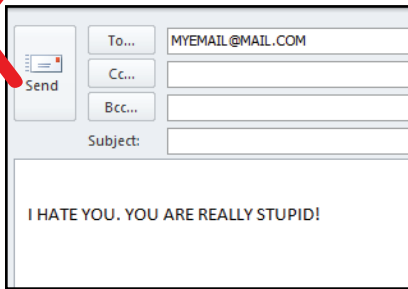 To... MYEMAIL@MAIL.COM
Cc...
Send
Bcc...
Subject:
I HATE YOU. YOU ARE REALLY STUPID!